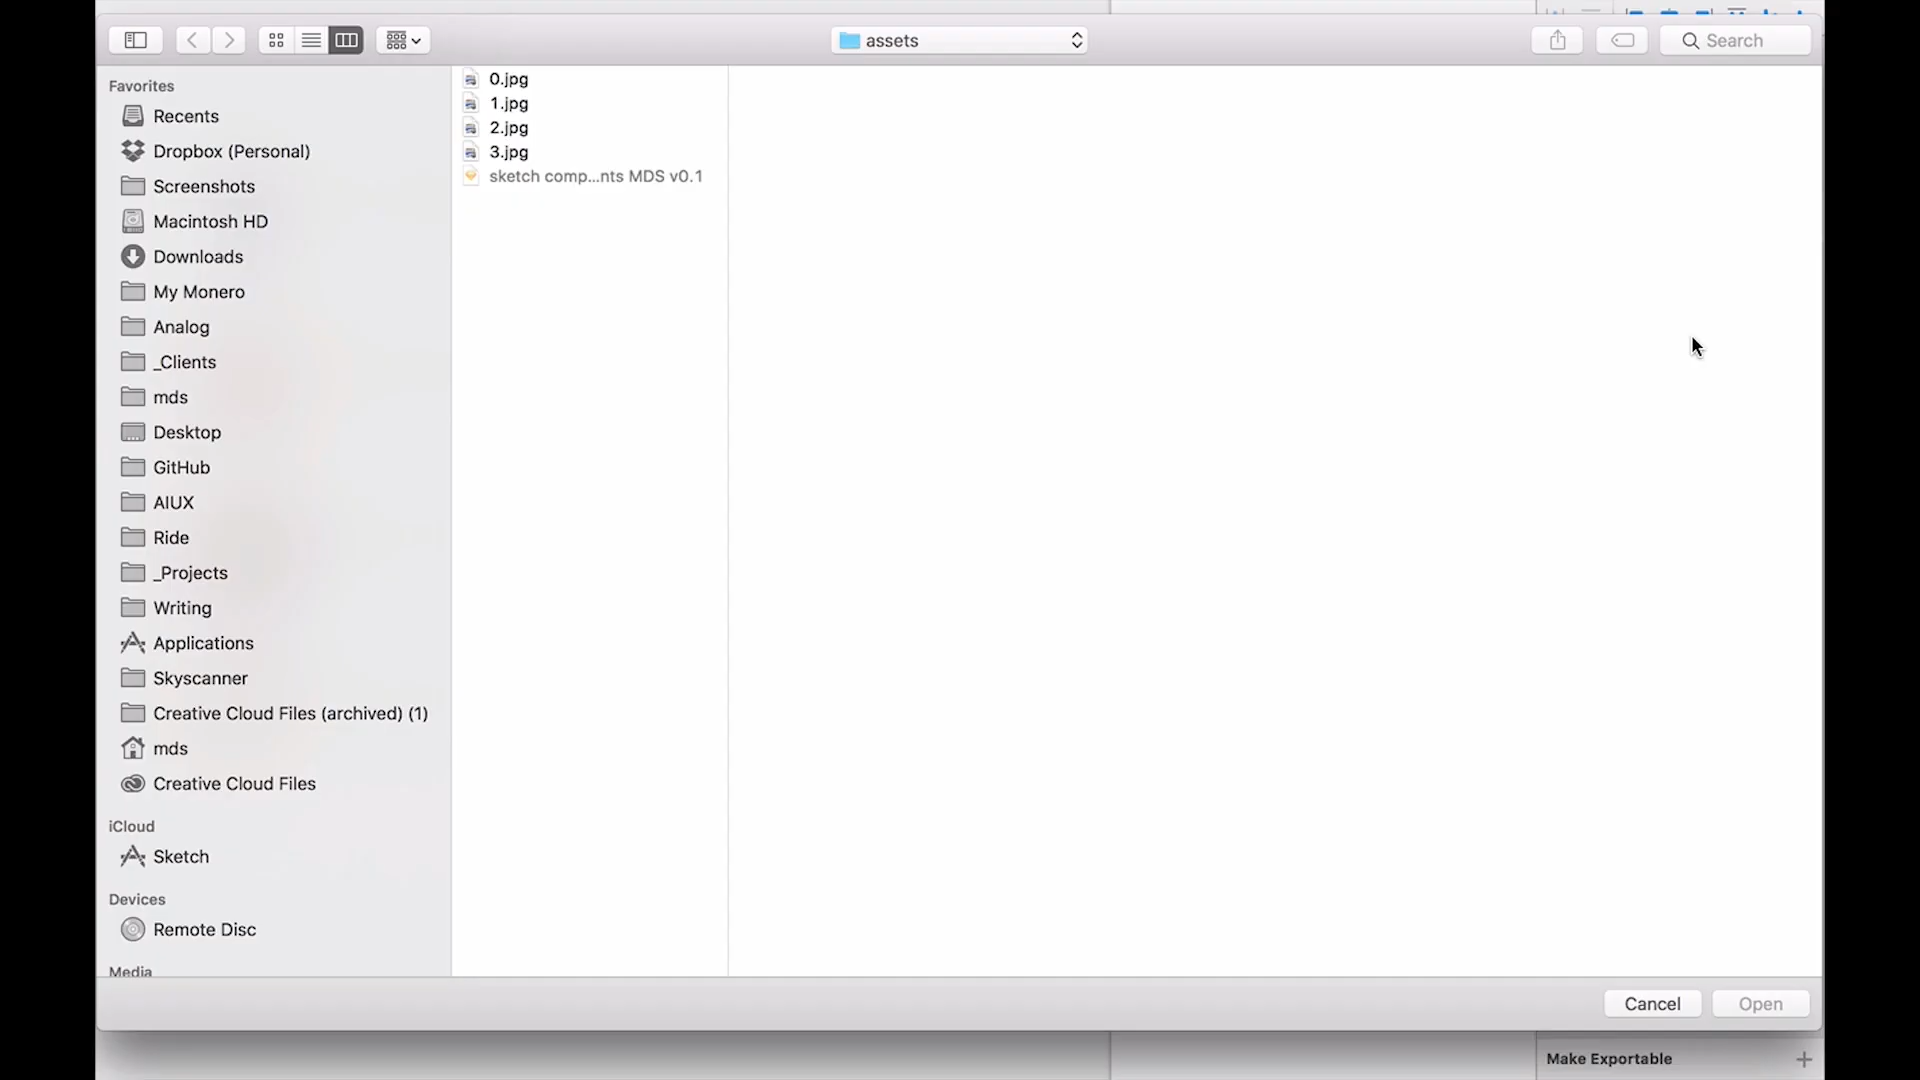 assets
Search
Favorites
Recents
Dropbox (Personal)
Screenshots
Macintosh HD
Downloads
My Monero
Analog
_Clients
mds
Desktop
GitHub
AIUX
Ride
_Projects
Writing
Applications
Skyscanner
Creative Cloud Files (archived) (1)
mds
Creative Cloud Files
iCloud
Sketch
Devices
Remote Disc
Media
0.jpg
1.jpg
2.jpg
3.jpg
sketch comp...nts MDS v0.1
Cancel
Open
Make Exportable